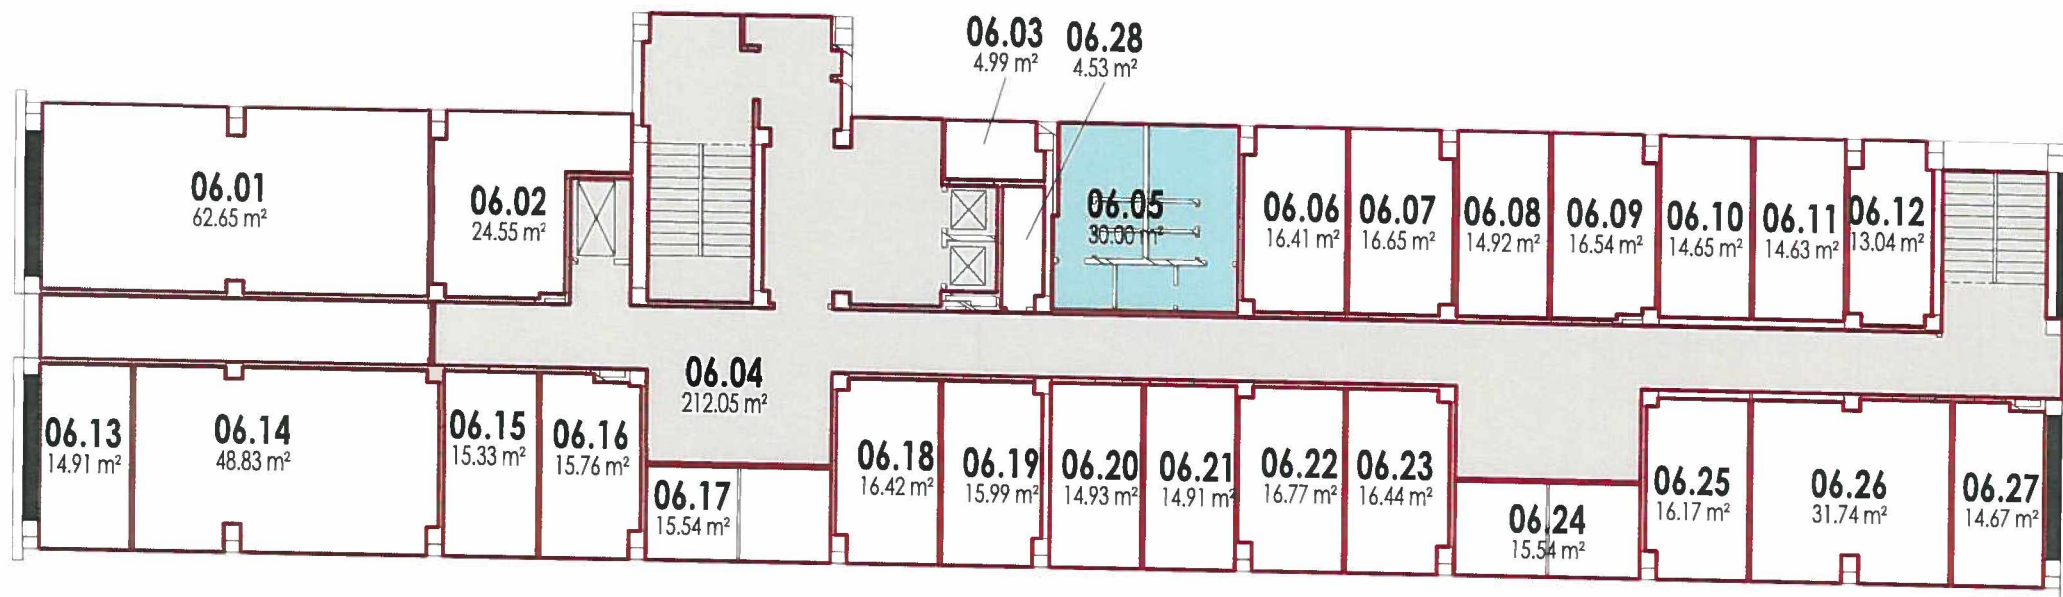 06.03
4.99 m²
06.28
4.53 m²
06.01
62.65 m²
06.02
24.55 m²
06.05
30.00 m²
06.06
16.41 m²
06.07
16.65 m²
06.08
14.92 m²
06.09
16.54 m²
06.10
14.65 m²
06.11
14.63 m²
06.12
13.04 m²
06.04
212.05 m²
06.13
14.91 m²
06.14
48.83 m²
06.15
15.33 m²
06.16
15.76 m²
06.17
15.54 m²
06.18
16.42 m²
06.19
15.99 m²
06.20
14.93 m²
06.21
14.91 m²
06.22
16.77 m²
06.23
16.44 m²
06.24
15.54 m²
06.25
16.17 m²
06.26
31.74 m²
06.27
14.67 m²